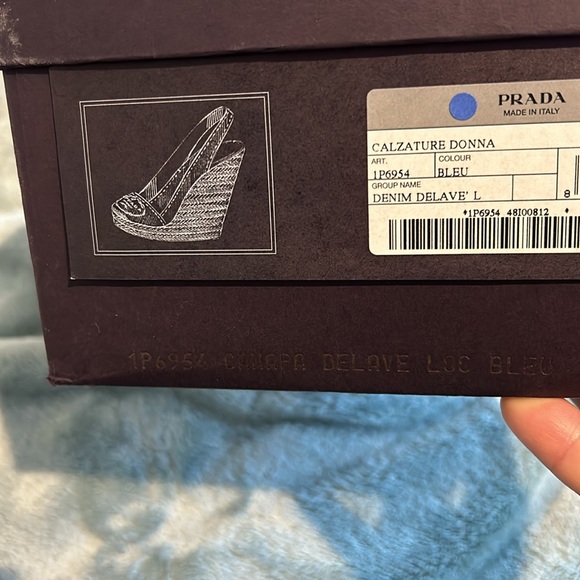 PRADA
MADE IN ITALY
CALZATURE DONNA
ART. COLOUR
1P6954 BLEU
GROUP NAME
DENIM DELAVE' L
8
*1P6954 48I00812 *
1P6954 DELAVE LOC BLEU